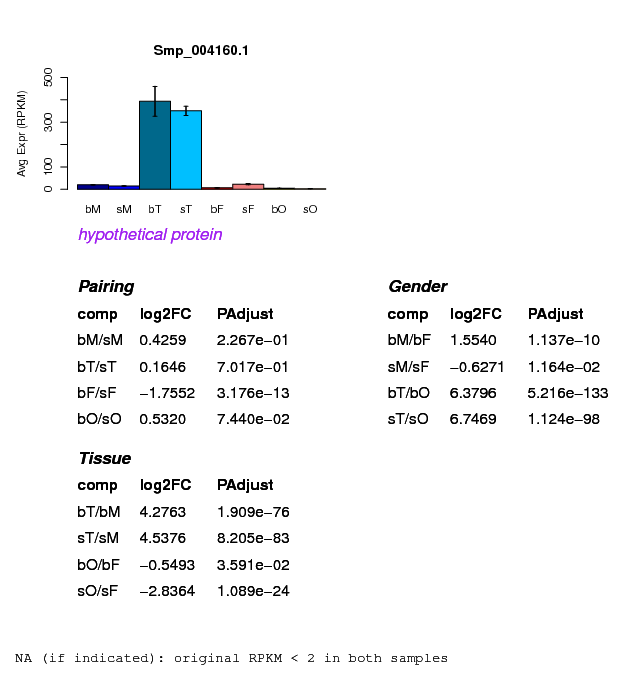 Smp_004160.1
Avg Expr (RPKM)
500
300
100
0
bM sM bT sT bF sF bO sO
hypothetical protein
Pairing
comp log2FC PAdjust
bM/sM 0.4259 2.267e−01
bT/sT 0.1646 7.017e−01
bF/sF −1.7552 3.176e−13
bO/sO 0.5320 7.440e−02
Gender
comp log2FC PAdjust
bM/bF 1.5540 1.137e−10
sM/sF −0.6271 1.164e−02
bT/bO 6.3796 5.216e−133
sT/sO 6.7469 1.124e−98
Tissue
comp log2FC PAdjust
bT/bM 4.2763 1.909e−76
sT/sM 4.5376 8.205e−83
bO/bF −0.5493 3.591e−02
sO/sF −2.8364 1.089e−24
NA (if indicated): original RPKM < 2 in both samples